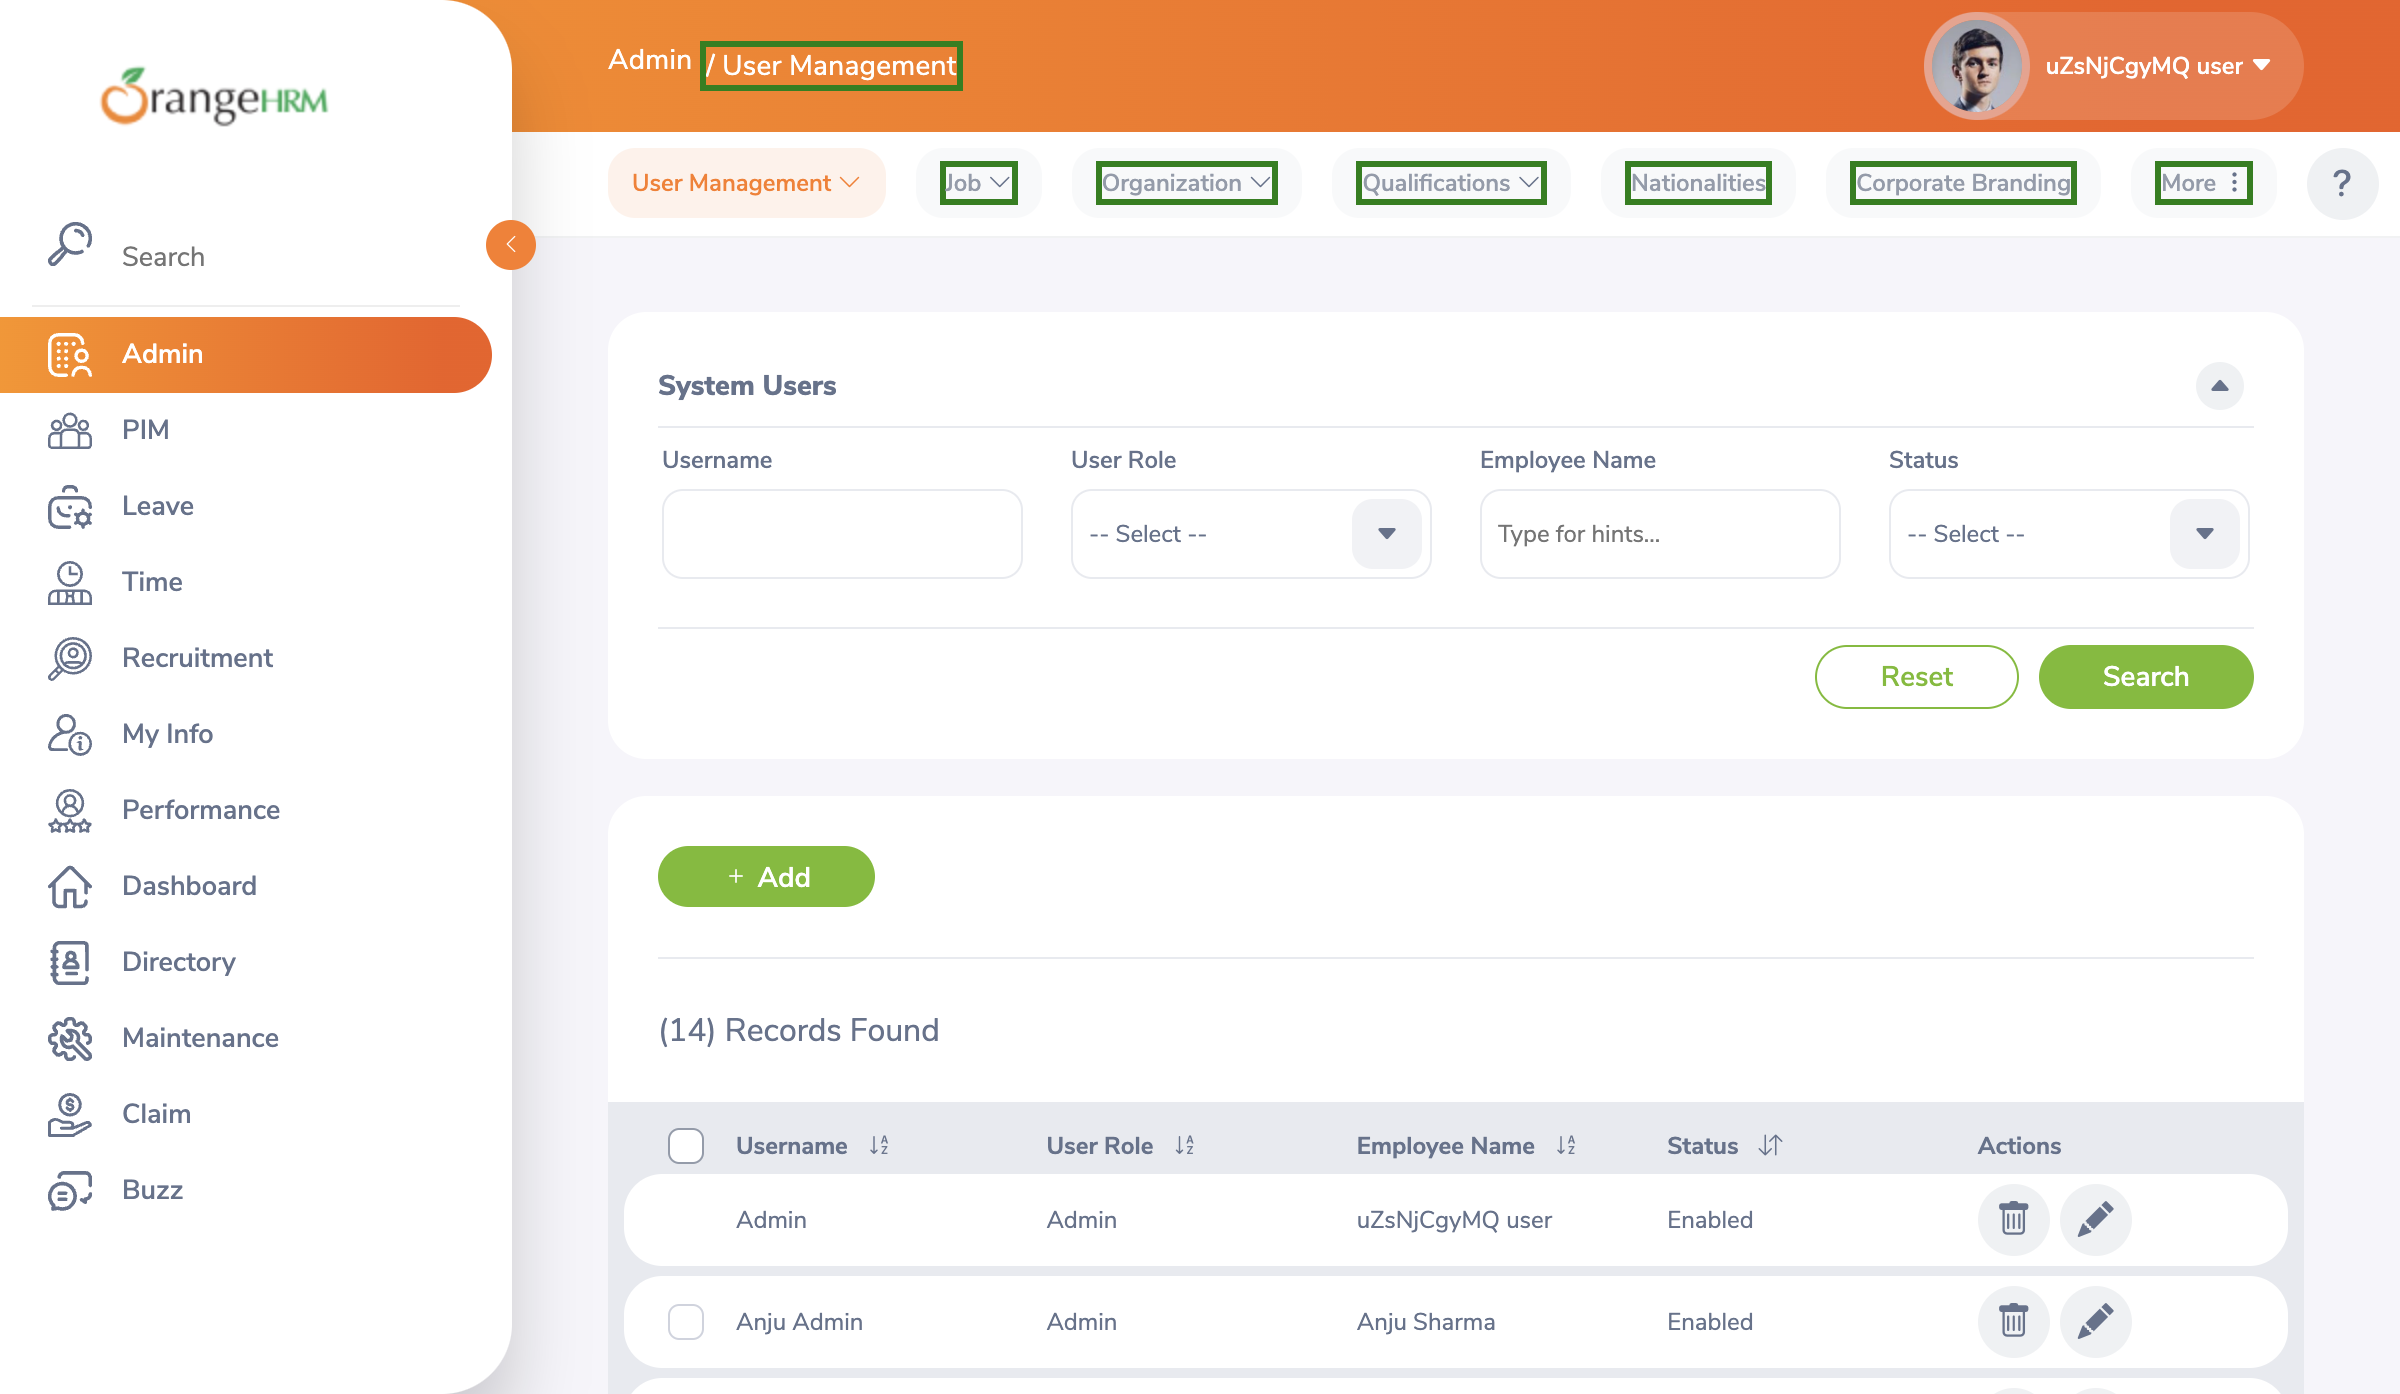 Admin / User Management
uZsNjCgyMQ user
OrangeHRM
User Management
Job
Organization
Qualifications
Nationalities
Corporate Branding
More
?
Search
Admin
PIM
Leave
Time
Recruitment
My Info
Performance
Dashboard
Directory
Maintenance
Claim
Buzz
System Users
Username User Role Employee Name Status
-- Select -- Type for hints... -- Select --
Reset Search
+ Add
(14) Records Found
Username User Role Employee Name Status Actions
Admin Admin uZsNjCgyMQ user Enabled
Anju Admin Admin Anju Sharma Enabled